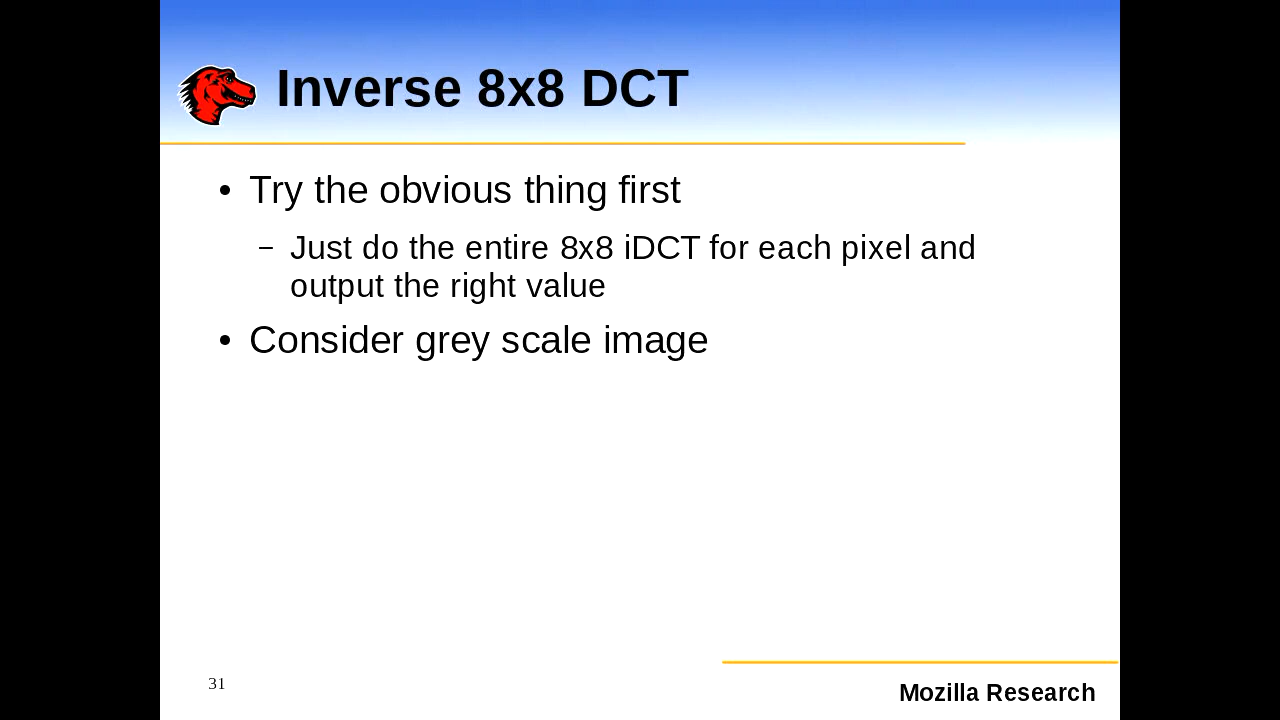 Inverse 8x8 DCT
• Try the obvious thing first
– Just do the entire 8x8 iDCT for each pixel and
output the right value
• Consider grey scale image
31
Mozilla Research